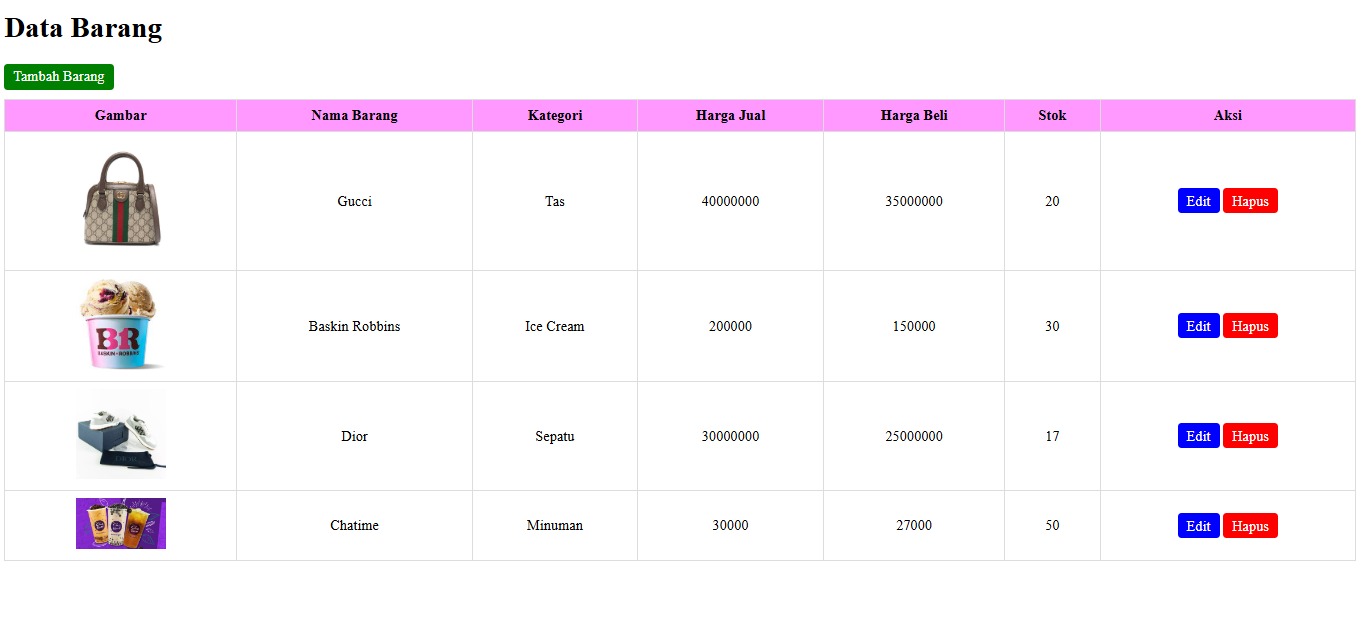 Data Barang
Tambah Barang
Gambar Nama Barang Kategori Harga Jual Harga Beli Stok Aksi
Gucci Tas 40000000 35000000 20 Edit Hapus
BR
BASKIN-ROBBINS
Baskin Robbins Ice Cream 200000 150000 30 Edit Hapus
DIOR
Dior Sepatu 30000000 25000000 17 Edit Hapus
Chatime Minuman 30000 27000 50 Edit Hapus